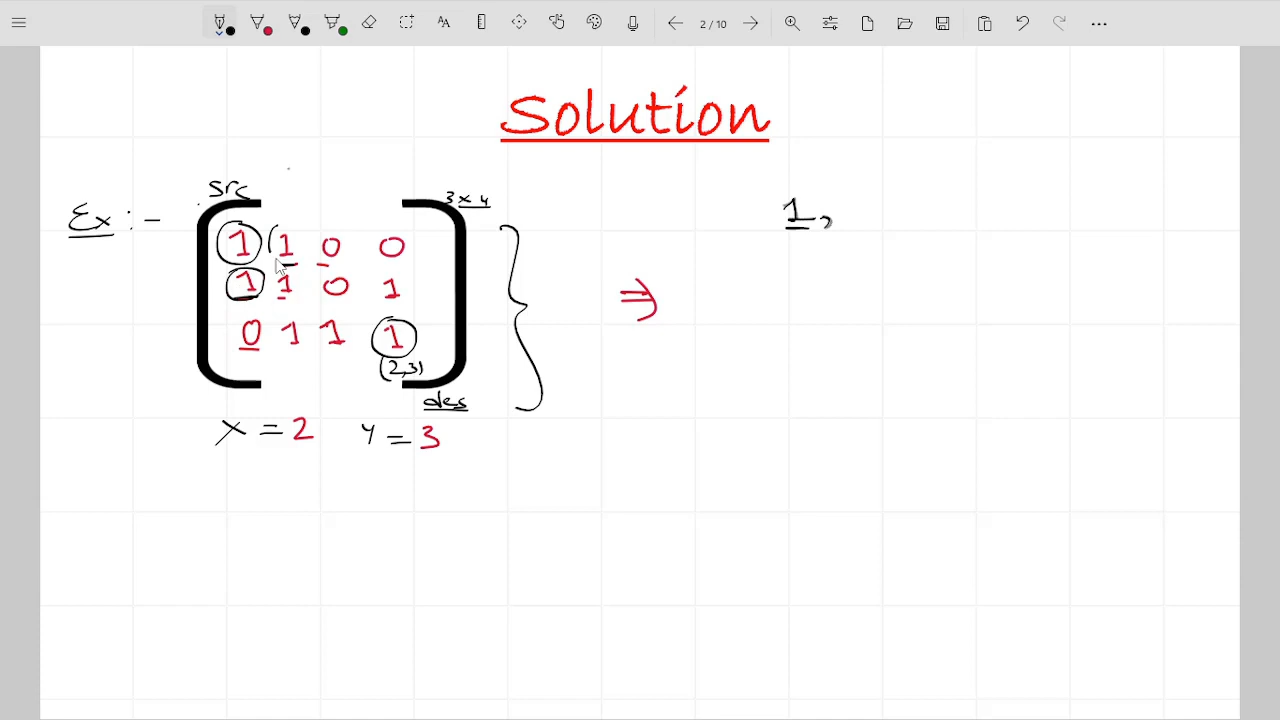 2 / 10
Solution
src
3 x 4
Ex :-
1 1 0 0
1 1 0 1
0 1 1 1
(2,3)
des
⇒
1,
x = 2 y = 3